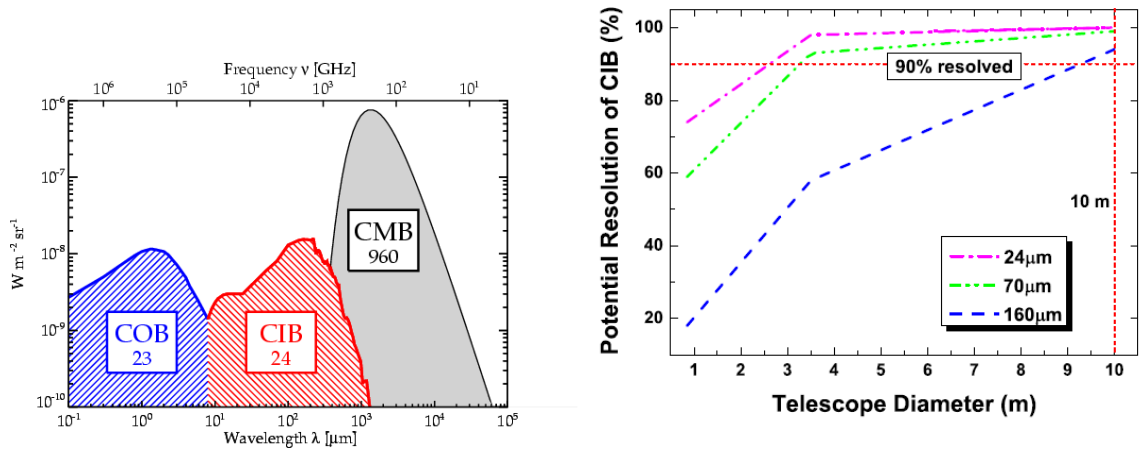 Frequency ν [GHz]
10⁶ 10⁵ 10⁴ 10³ 10² 10¹
W m⁻² sr⁻¹
10⁻⁶
10⁻⁷
10⁻⁸
10⁻⁹
10⁻¹⁰
CMB
960
COB
23
CIB
24
10⁻¹ 10⁰ 10¹ 10² 10³ 10⁴ 10⁵
Wavelength λ [μm]
Potential Resolution of CIB (%)
100
80
60
40
20
90% resolved
10 m
24μm
70μm
160μm
1 2 3 4 5 6 7 8 9 10
Telescope Diameter (m)